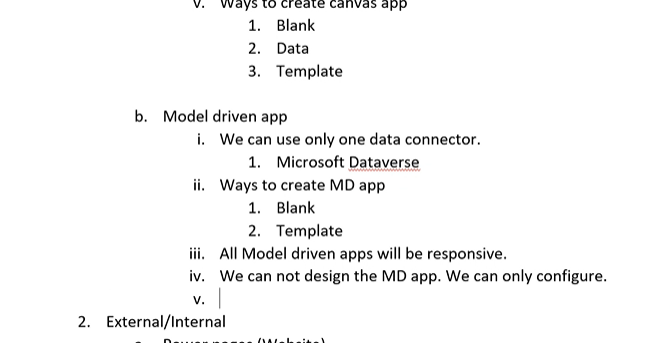 v. Ways to create canvas app
1. Blank
2. Data
3. Template
b. Model driven app
i. We can use only one data connector.
1. Microsoft Dataverse
ii. Ways to create MD app
1. Blank
2. Template
iii. All Model driven apps will be responsive.
iv. We can not design the MD app. We can only configure.
v.
2. External/Internal
a. Power pages (Website)